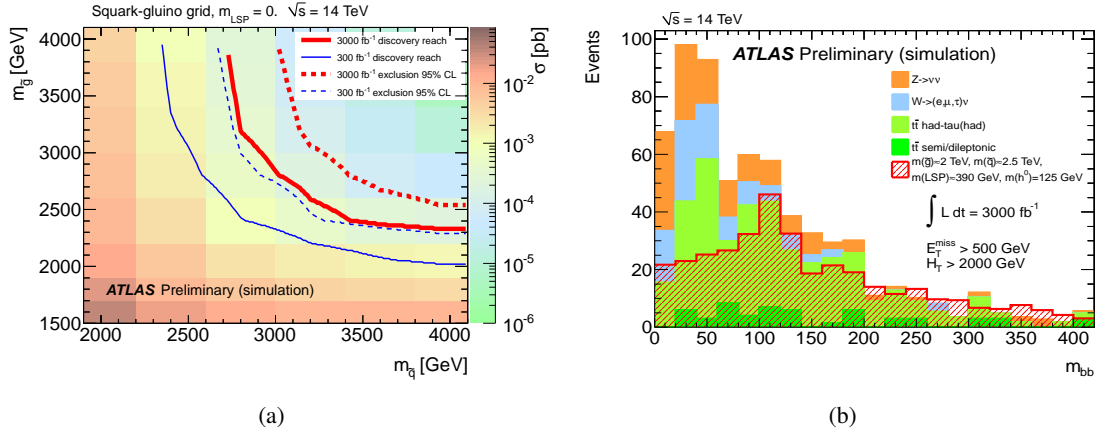 Squark-gluino grid, m_LSP = 0. √s = 14 TeV
m_g̃ [GeV]
4000
3500
3000
2500
2000
1500
3000 fb⁻¹ discovery reach
300 fb⁻¹ discovery reach
3000 fb⁻¹ exclusion 95% CL
300 fb⁻¹ exclusion 95% CL
ATLAS Preliminary (simulation)
2000 2500 3000 3500 4000
m_q̃ [GeV]
σ [pb]
10⁻²
10⁻³
10⁻⁴
10⁻⁵
10⁻⁶
(a)
√s = 14 TeV
Events
100
80
60
40
20
0
ATLAS Preliminary (simulation)
Z->νν
W->(e,μ,τ)ν
tt̄ had-tau(had)
tt̄ semi/dileptonic
m(g̃)≈2 TeV, m(q̃)≈2.5 TeV,
m(LSP)≈390 GeV, m(h⁰)=125 GeV
∫ L dt = 3000 fb⁻¹
E_T^miss > 500 GeV
H_T > 2000 GeV
0 50 100 150 200 250 300 350 400
m_bb
(b)